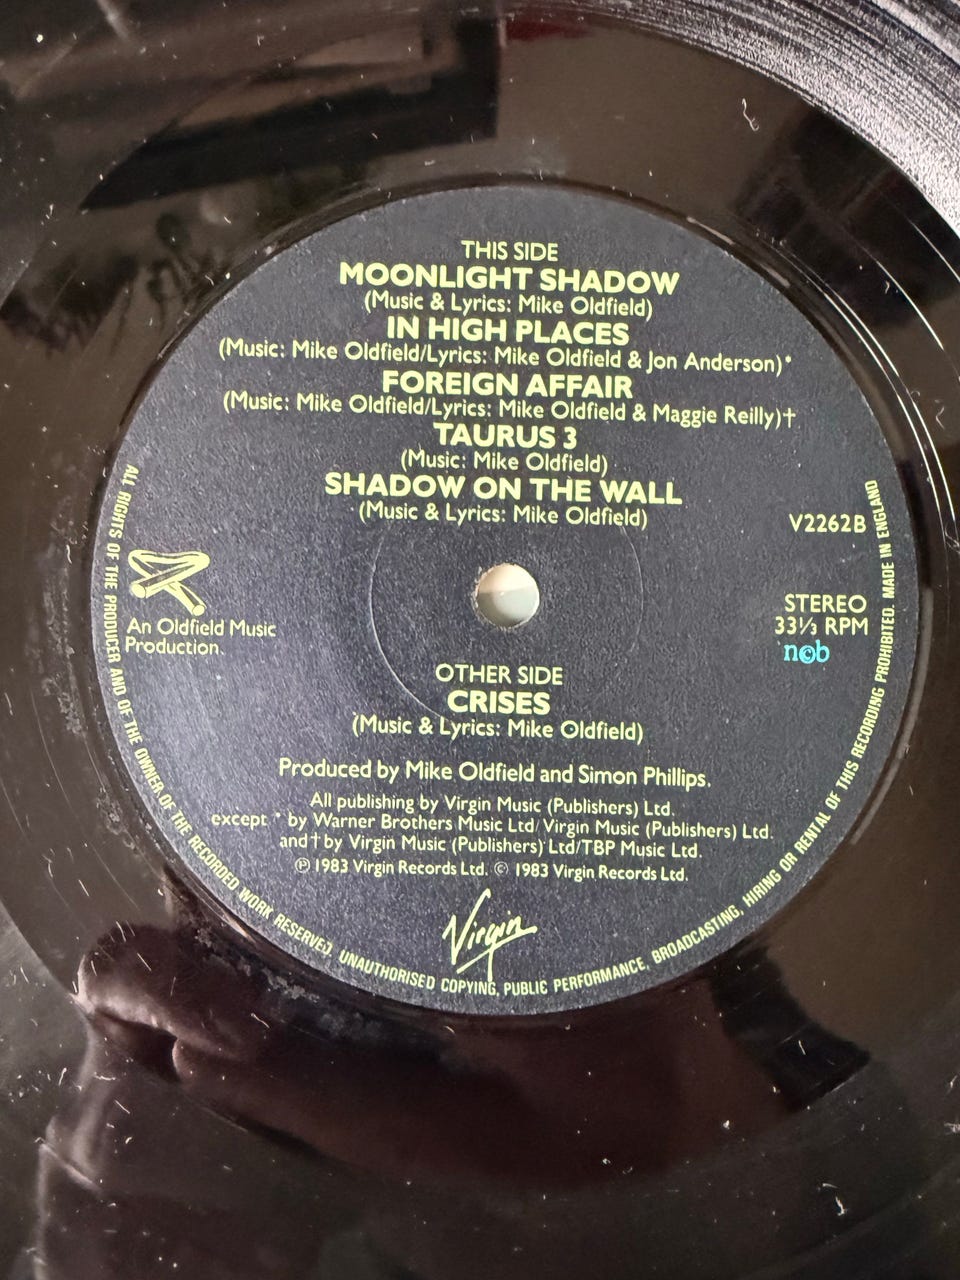 THIS SIDE
MOONLIGHT SHADOW
(Music & Lyrics: Mike Oldfield)
IN HIGH PLACES
(Music: Mike Oldfield/Lyrics: Mike Oldfield & Jon Anderson)*
FOREIGN AFFAIR
(Music: Mike Oldfield/Lyrics: Mike Oldfield & Maggie Reilly)†
TAURUS 3
(Music: Mike Oldfield)
SHADOW ON THE WALL
(Music & Lyrics: Mike Oldfield)
V2262B
STEREO
33⅓ RPM
ncb
An Oldfield Music
Production.
OTHER SIDE
CRISES
(Music & Lyrics: Mike Oldfield)
Produced by Mike Oldfield and Simon Phillips.
All publishing by Virgin Music (Publishers) Ltd.
except * by Warner Brothers Music Ltd/Virgin Music (Publishers) Ltd.
and † by Virgin Music (Publishers) Ltd/TBP Music Ltd.
℗ 1983 Virgin Records Ltd. © 1983 Virgin Records Ltd.
Virgin
ALL RIGHTS OF THE PRODUCER AND OF THE OWNER OF THE RECORDED WORK RESERVED. UNAUTHORISED COPYING, PUBLIC PERFORMANCE, BROADCASTING, HIRING OR RENTAL OF THIS RECORDING PROHIBITED. MADE IN ENGLAND